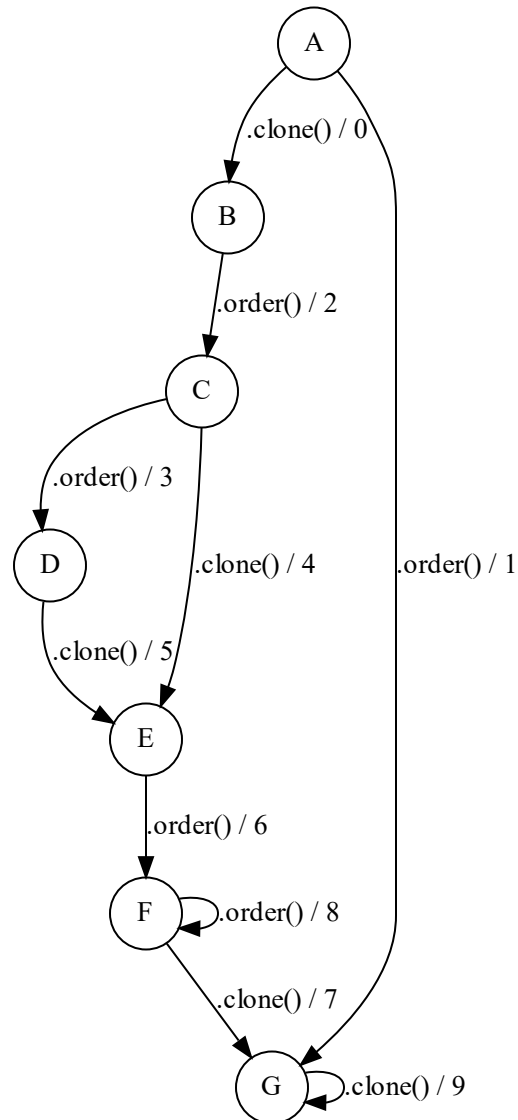 A
.clone() / 0
B
.order() / 2
C
.order() / 3
D
.clone() / 4
.order() / 1
.clone() / 5
E
.order() / 6
F
.order() / 8
.clone() / 7
G
.clone() / 9